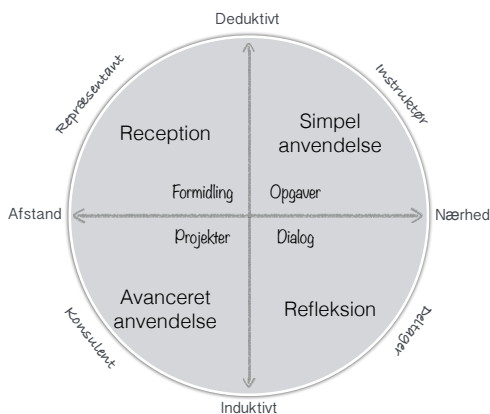 Deduktivt
Repræsentant
Instruktør
Reception
Simpel
anvendelse
Formidling
Opgaver
Afstand
Nærhed
Projekter
Dialog
Avanceret
anvendelse
Refleksion
Konsulent
Deltager
Induktivt